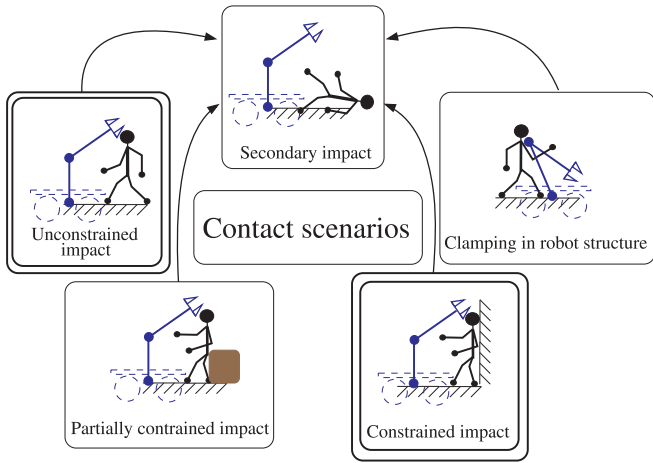 Secondary impact
Unconstrained
impact
Contact scenarios
Clamping in robot structure
Partially contrained impact
Constrained impact